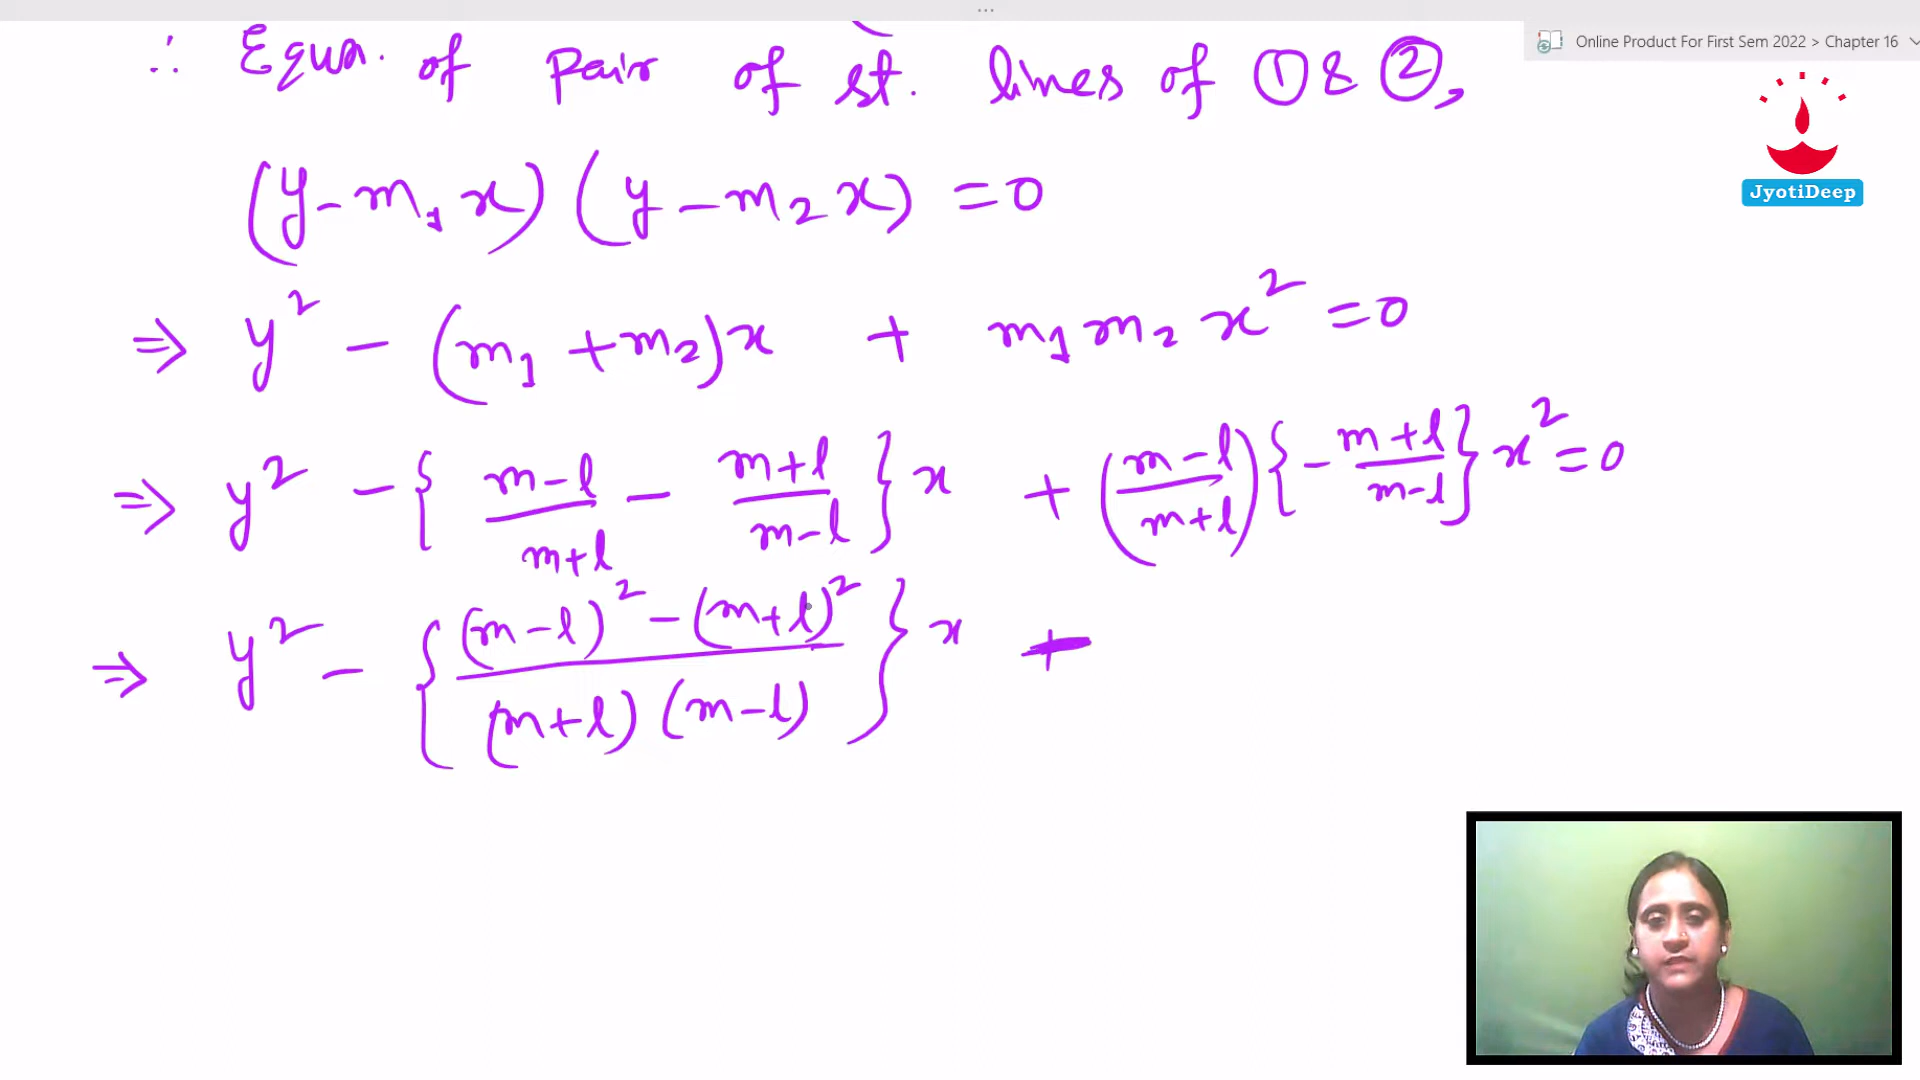 ...
Online Product For First Sem 2022 > Chapter 16
JyotiDeep
∴ Equn. of Pair of st. lines of ① & ②,
(y - m₁x) (y - m₂x) = 0
⇒ y² - (m₁ + m₂)x + m₁m₂x² = 0
⇒ y² - { (m-l)/(m+l) - (m+l)/(m-l) } x + ((m-l)/(m+l)) { - (m+l)/(m-l) } x² = 0
⇒ y² - { ((m-l)² - (m+l)²)/((m+l)(m-l)) } x +